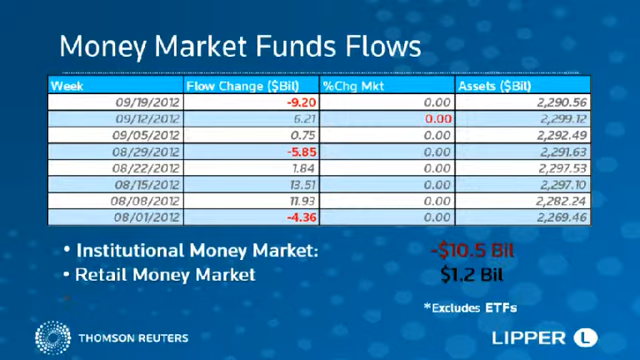 Money Market Funds Flows
Week Flow Change ($Bil) %Chg Mkt Assets ($Bil)
09/19/2012 -9.20 0.00 2,290.56
09/12/2012 6.21 0.00 2,299.12
09/05/2012 0.75 0.00 2,292.49
08/29/2012 -5.85 0.00 2,291.63
08/22/2012 1.84 0.00 2,297.53
08/15/2012 13.51 0.00 2,297.10
08/08/2012 11.93 0.00 2,282.24
08/01/2012 -4.36 0.00 2,269.46
• Institutional Money Market: -$10.5 Bil
• Retail Money Market $1.2 Bil
*Excludes ETFs
THOMSON REUTERS
LIPPER L